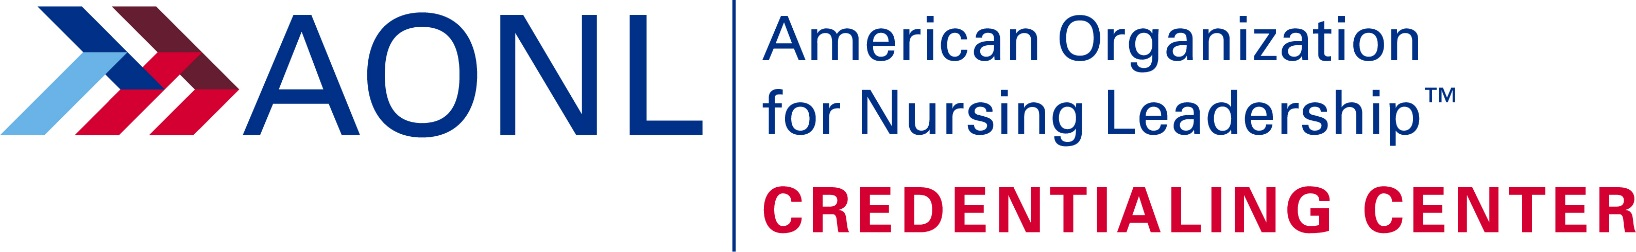 AONL
American Organization
for Nursing Leadership™
CREDENTIALING CENTER